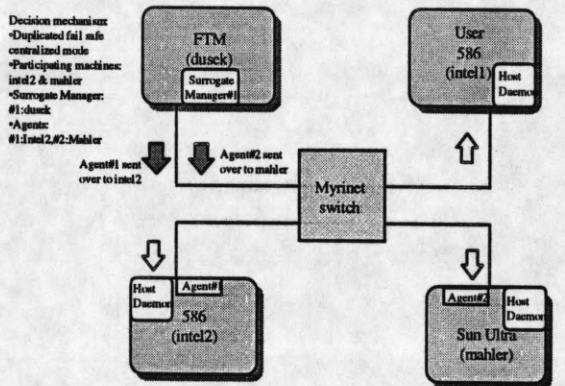 Decision mechanism:
•Duplicated fail safe
centralized mode
•Participating machines:
intel2 & mahler
•Surrogate Manager:
#1:dusek
•Agents:
#1:Intel2,#2:Mahler
FTM
(dusek)
Surrogate
Manager#1
User
586
(intel1)
Host
Daemon
Agent#1 sent
over to intel2
Agent#2 sent
over to mahler
Myrinet
switch
Host
Daemon
Agent#1
586
(intel2)
Agent#2
Host
Daemon
Sun Ultra
(mahler)